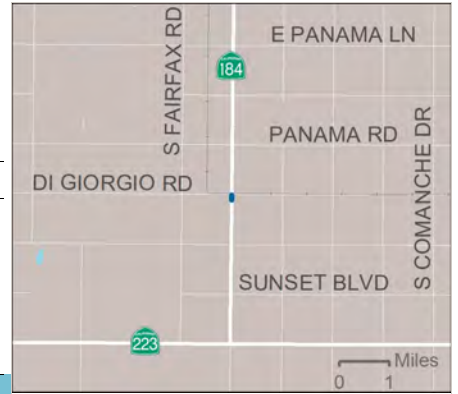 S FAIRFAX RD
E PANAMA LN
184
PANAMA RD
S COMANCHE DR
DI GIORGIO RD
SUNSET BLVD
223
Miles
0 1